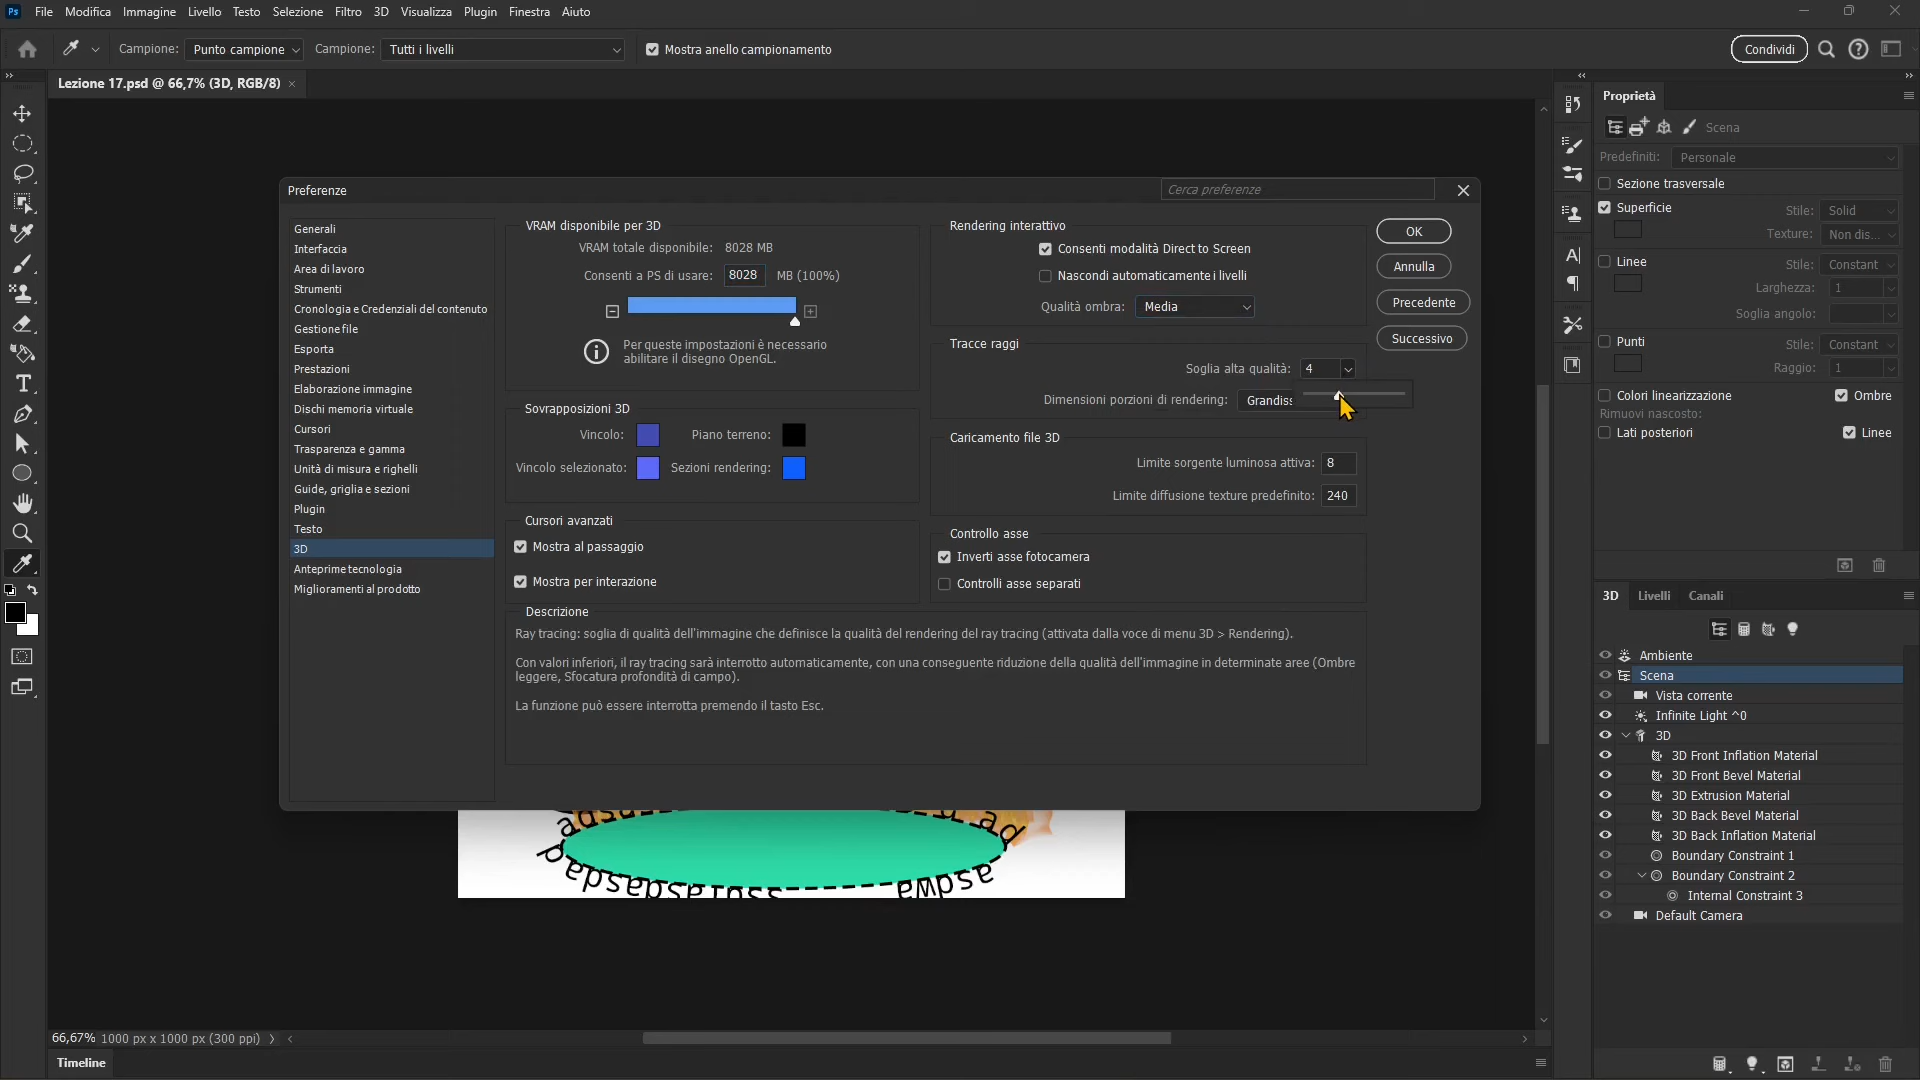 Ps File Modifica Immagine Livello Testo Selezione Filtro 3D Visualizza Plugin Finestra Aiuto
Campione: Punto campione Campione: Tutti i livelli Mostra anello campionamento Condividi
Lezione 17.psd @ 66,7% (3D, RGB/8)
Preferenze
Cerca preferenze
Generali
Interfaccia
Area di lavoro
Strumenti
Cronologia e Credenziali del contenuto
Gestione file
Esporta
Prestazioni
Elaborazione immagine
Dischi memoria virtuale
Cursori
Trasparenza e gamma
Unità di misura e righelli
Guide, griglia e sezioni
Plugin
Testo
3D
Anteprime tecnologia
Miglioramenti al prodotto
VRAM disponibile per 3D
VRAM totale disponibile: 8028 MB
Consenti a PS di usare: 8028 MB (100%)
Per queste impostazioni è necessario
abilitare il disegno OpenGL.
Sovrapposizioni 3D
Vincolo: Piano terreno:
Vincolo selezionato: Sezioni rendering:
Cursori avanzati
Mostra al passaggio
Mostra per interazione
Rendering interattivo
Consenti modalità Direct to Screen
Nascondi automaticamente i livelli
Qualità ombra: Media
Tracce raggi
Soglia alta qualità: 4
Dimensioni porzioni di rendering: Grandiss
Caricamento file 3D
Limite sorgente luminosa attiva: 8
Limite diffusione texture predefinito: 240
Controllo asse
Inverti asse fotocamera
Controlli asse separati
OK
Annulla
Precedente
Successivo
Descrizione
Ray tracing: soglia di qualità dell'immagine che definisce la qualità del rendering del ray tracing (attivata dalla voce di menu 3D > Rendering).
Con valori inferiori, il ray tracing sarà interrotto automaticamente, con una conseguente riduzione della qualità dell'immagine in determinate aree (Ombre
leggere, Sfocatura profondità di campo).
La funzione può essere interrotta premendo il tasto Esc.
asdwa
66,67% 1000 px x 1000 px (300 ppi)
Timeline
Proprietà
Scena
Predefiniti: Personale
Sezione trasversale
Superficie Stile: Solid
Texture: Non dis...
Linee Stile: Constant
Larghezza: 1
Soglia angolo:
Punti Stile: Constant
Raggio: 1
Colori linearizzazione Ombre
Rimuovi nascosto:
Lati posteriori Linee
3D Livelli Canali
Ambiente
Scena
Vista corrente
Infinite Light ^0
3D
3D Front Inflation Material
3D Front Bevel Material
3D Extrusion Material
3D Back Bevel Material
3D Back Inflation Material
Boundary Constraint 1
Boundary Constraint 2
Internal Constraint 3
Default Camera